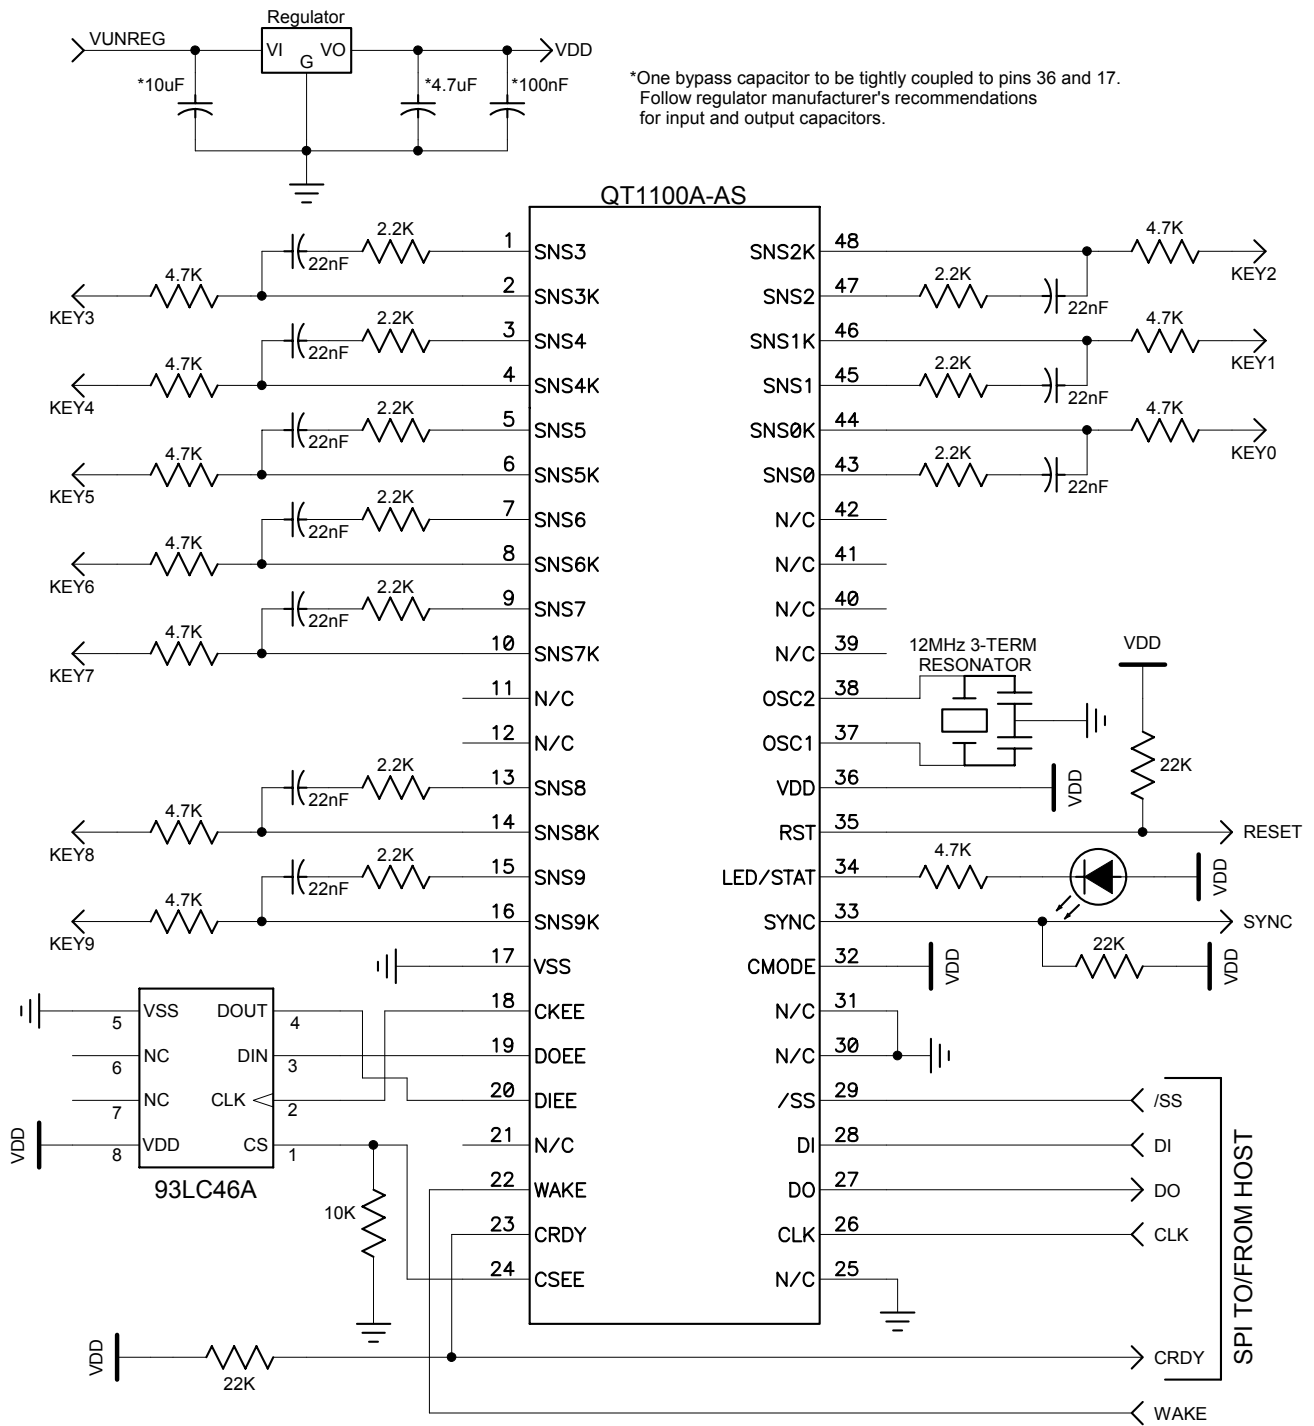 Regulator
VUNREG
VI
VO
G
VDD
*10uF
*4.7uF
*100nF
*One bypass capacitor to be tightly coupled to pins 36 and 17.
Follow regulator manufacturer's recommendations
for input and output capacitors.
QT1100A-AS
2.2K
22nF
1
SNS3
4.7K
KEY3
2
SNS3K
2.2K
22nF
3
SNS4
4.7K
KEY4
4
SNS4K
2.2K
22nF
5
SNS5
4.7K
KEY5
6
SNS5K
2.2K
22nF
7
SNS6
4.7K
KEY6
8
SNS6K
2.2K
22nF
9
SNS7
4.7K
KEY7
10
SNS7K
11
N/C
12
N/C
2.2K
22nF
13
SNS8
4.7K
KEY8
14
SNS8K
2.2K
22nF
15
SNS9
4.7K
KEY9
16
SNS9K
17
VSS
18
CKEE
19
DOEE
20
DIEE
21
N/C
22
WAKE
23
CRDY
24
CSEE
SNS2K
48
4.7K
KEY2
SNS2
47
2.2K
22nF
SNS1K
46
4.7K
KEY1
SNS1
45
2.2K
22nF
SNS0K
44
4.7K
KEY0
SNS0
43
2.2K
22nF
N/C
42
N/C
41
N/C
40
N/C
39
12MHz 3-TERM
RESONATOR
VDD
OSC2
38
OSC1
37
22K
VDD
36
VDD
RST
35
RESET
LED/STAT
34
4.7K
VDD
SYNC
33
SYNC
22K
VDD
CMODE
32
VDD
N/C
31
N/C
30
/SS
29
/SS
DI
28
DI
DO
27
DO
CLK
26
CLK
N/C
25
SPI TO/FROM HOST
CRDY
WAKE
5
VSS
DOUT
4
6
NC
DIN
3
7
NC
CLK
2
VDD
8
VDD
CS
1
93LC46A
10K
VDD
22K